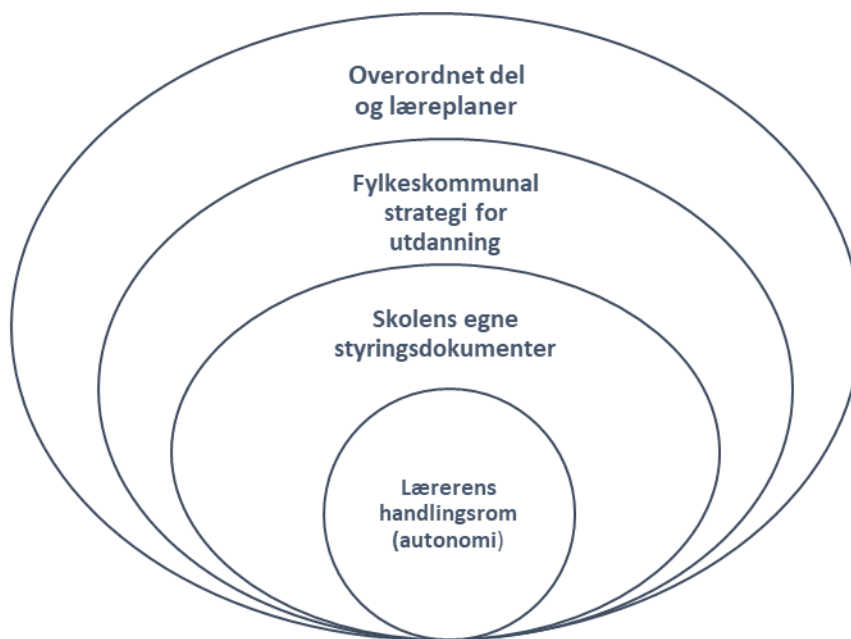 Overordnet del
og læreplaner
Fylkeskommunal
strategi for
utdanning
Skolens egne
styringsdokumenter
Lærerens
handlingsrom
(autonomi)